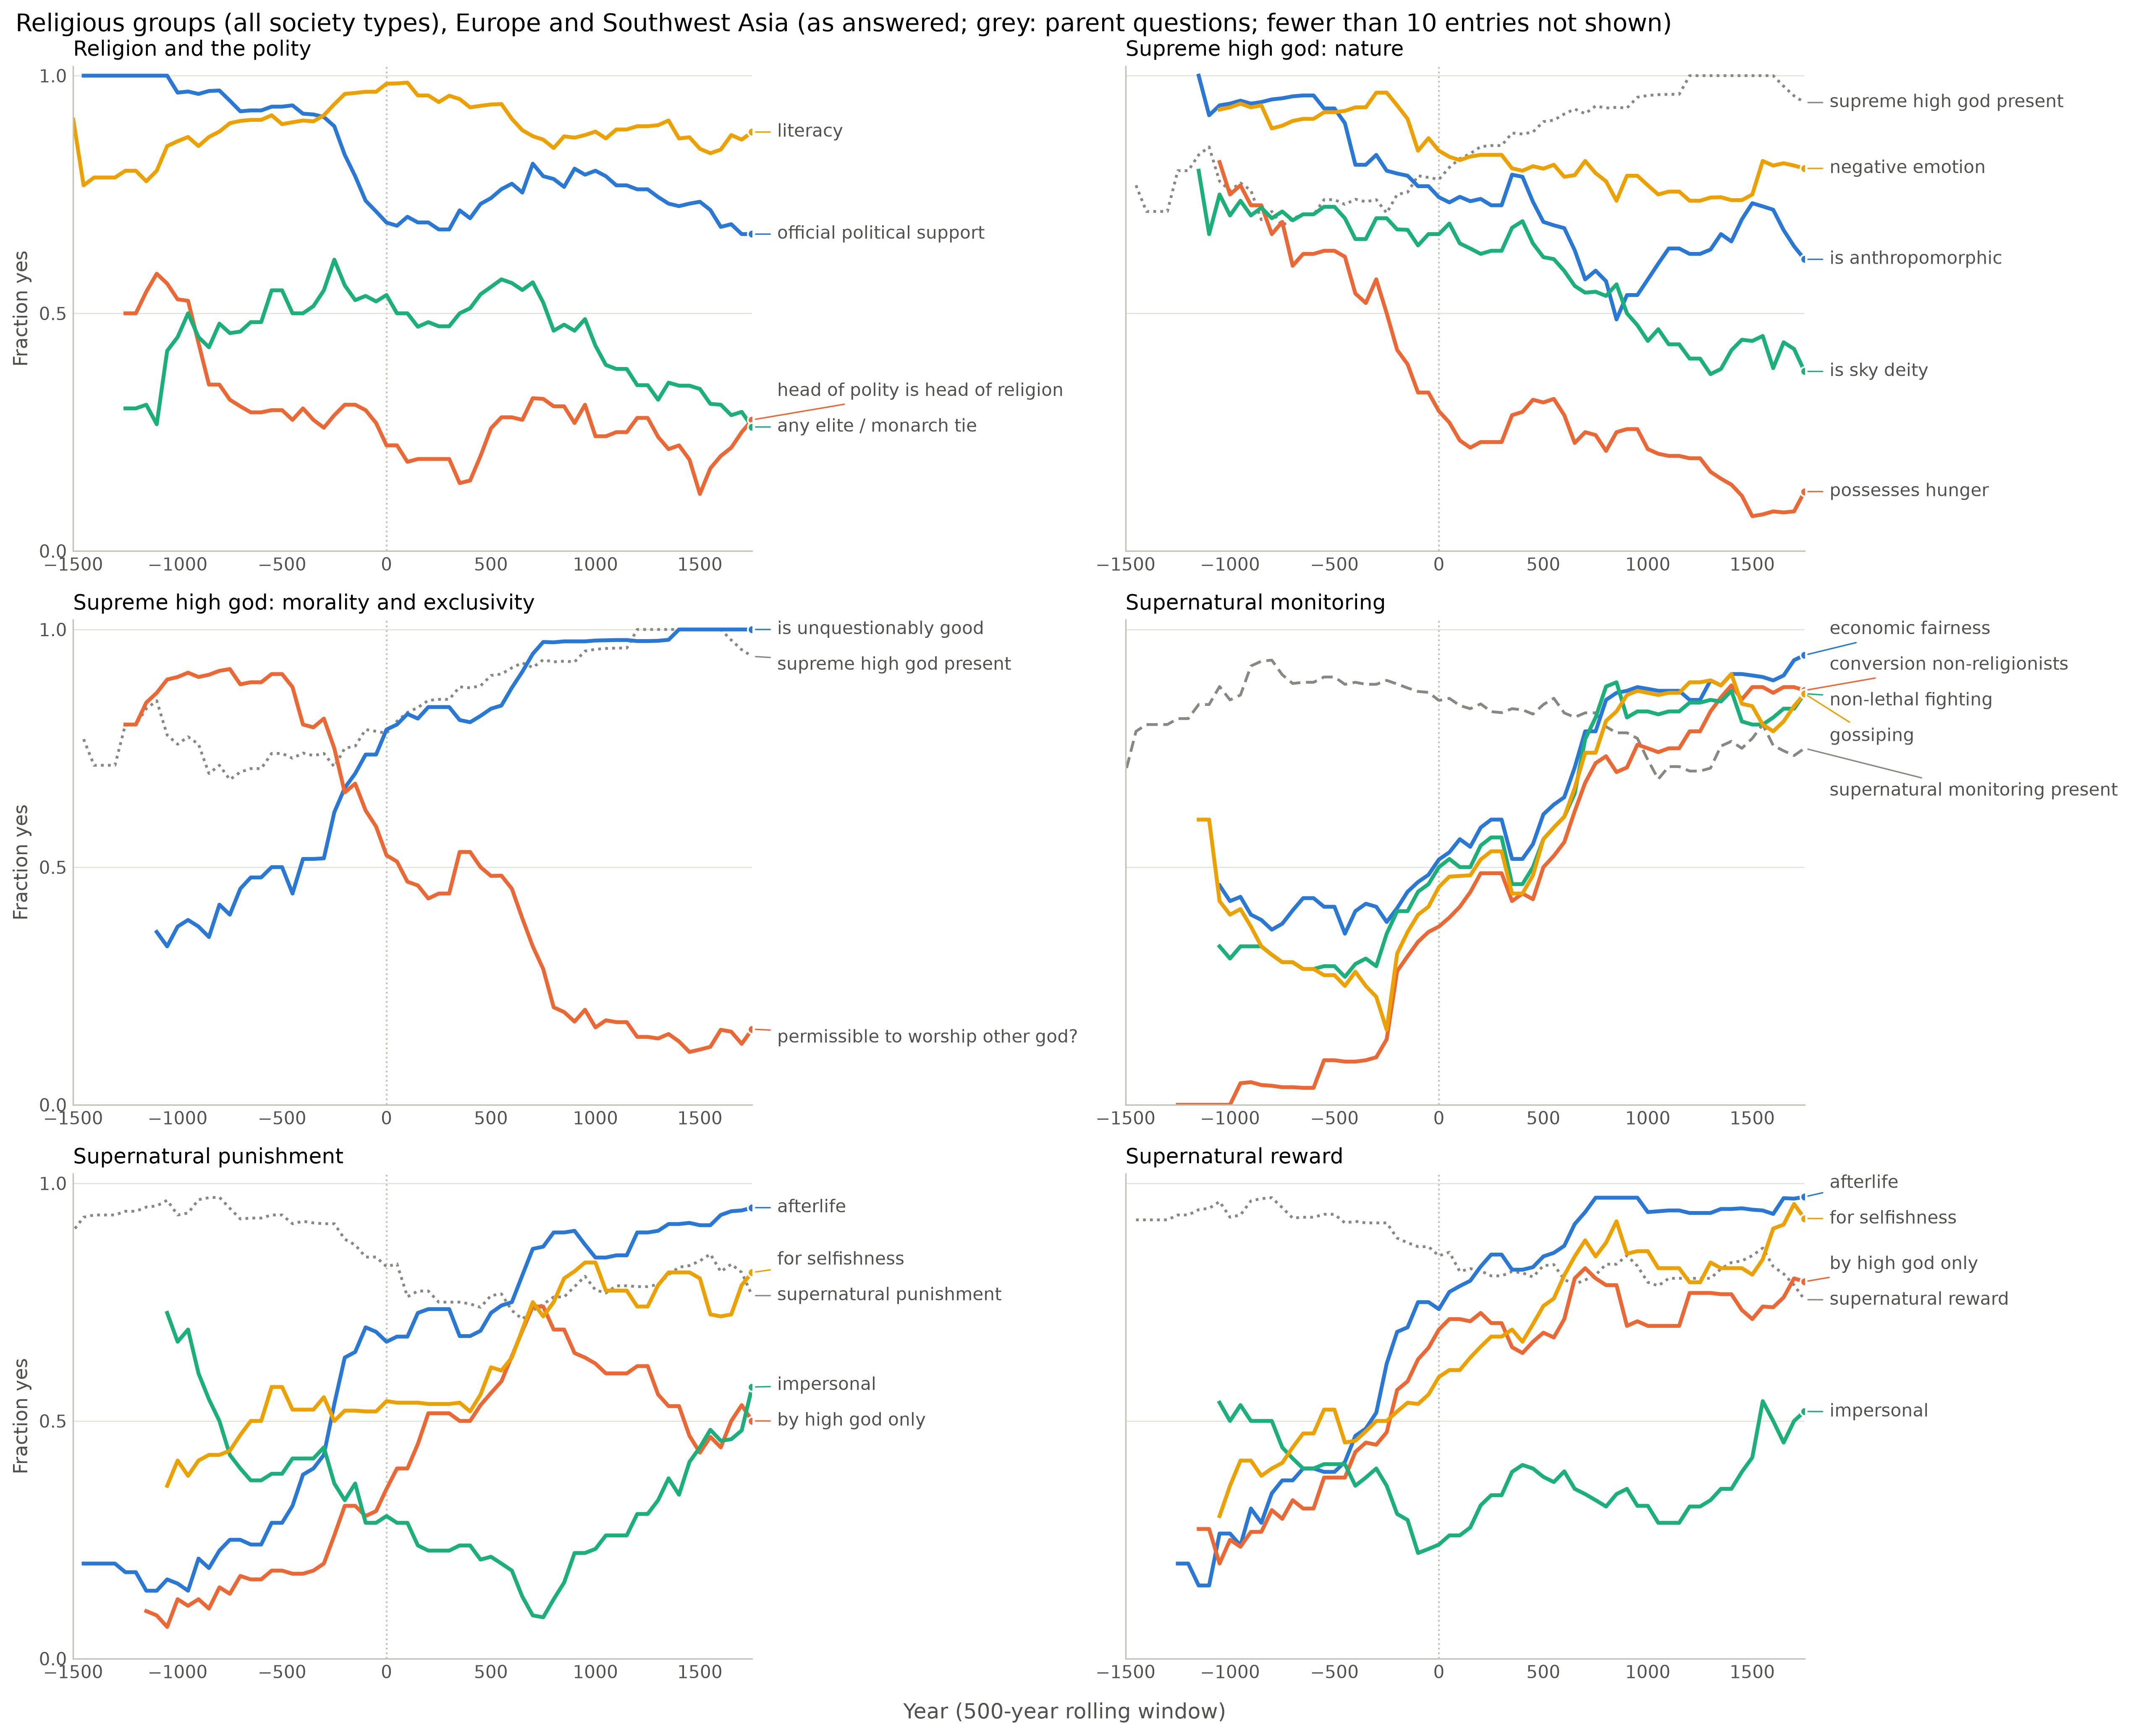 Religious groups (all society types), Europe and Southwest Asia (as answered; grey: parent questions; fewer than 10 entries not shown)
Religion and the polity
Fraction yes
1.0
0.5
0.0
−1500 −1000 −500 0 500 1000 1500
literacy
official political support
head of polity is head of religion
any elite / monarch tie
Supreme high god: nature
−1500 −1000 −500 0 500 1000 1500
supreme high god present
negative emotion
is anthropomorphic
is sky deity
possesses hunger
Supreme high god: morality and exclusivity
Fraction yes
1.0
0.5
0.0
−1500 −1000 −500 0 500 1000 1500
is unquestionably good
supreme high god present
permissible to worship other god?
Supernatural monitoring
−1500 −1000 −500 0 500 1000 1500
economic fairness
conversion non-religionists
non-lethal fighting
gossiping
supernatural monitoring present
Supernatural punishment
Fraction yes
1.0
0.5
0.0
−1500 −1000 −500 0 500 1000 1500
afterlife
for selfishness
supernatural punishment
impersonal
by high god only
Supernatural reward
−1500 −1000 −500 0 500 1000 1500
afterlife
for selfishness
by high god only
supernatural reward
impersonal
Year (500-year rolling window)